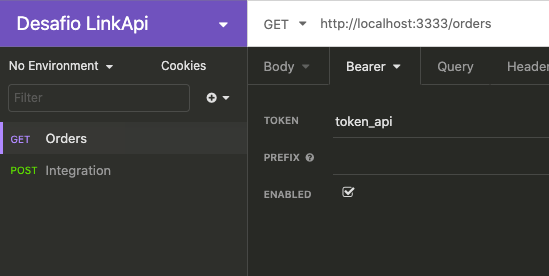 Desafio LinkApi
GET http://localhost:3333/orders
No Environment Cookies
Body Bearer Query Header
Filter
TOKEN token_api
GET Orders
PREFIX
POST Integration
ENABLED